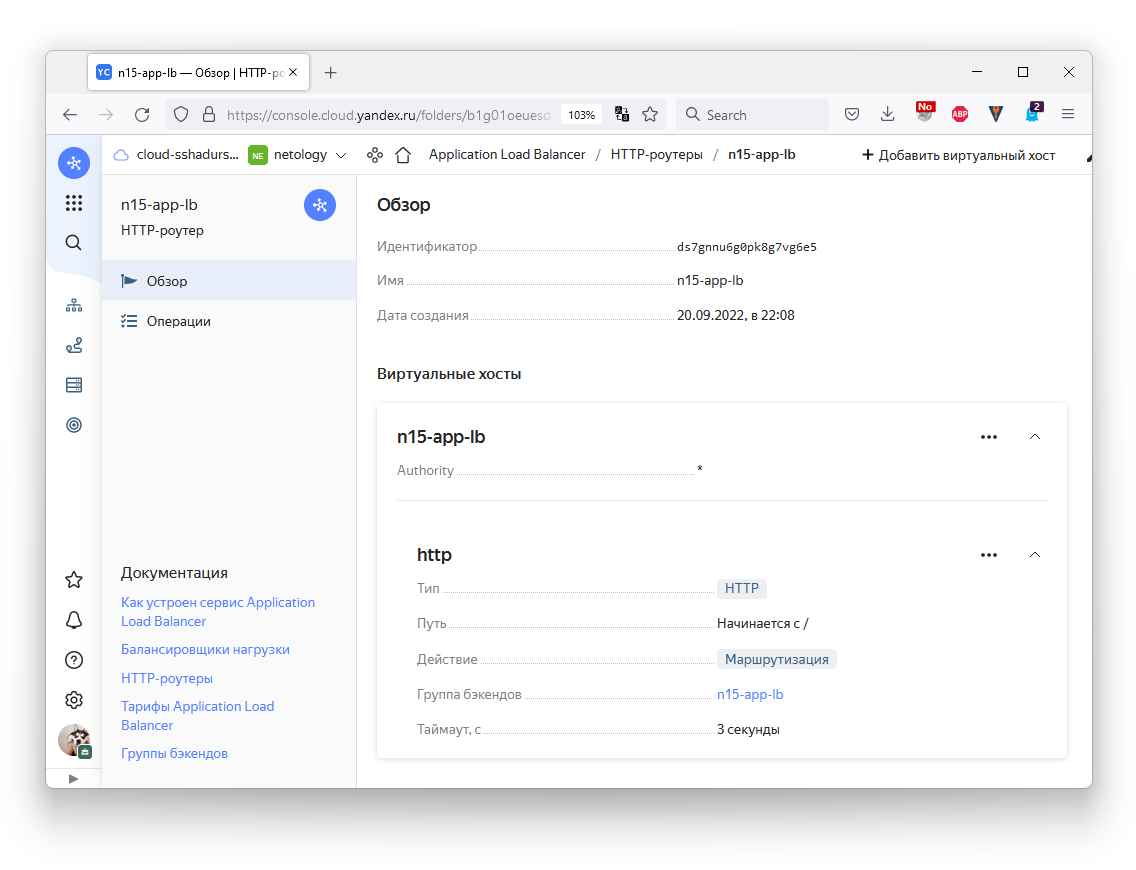 YC n15-app-lb — Обзор | HTTP-ро
https://console.cloud.yandex.ru/folders/b1g01oeuesd
103%
Search
No
ABP
2
cloud-sshadurs...
NE netology
Application Load Balancer / HTTP-роутеры / n15-app-lb
+ Добавить виртуальный хост
n15-app-lb
HTTP-роутер
Обзор
Операции
Документация
Как устроен сервис Application
Load Balancer
Балансировщики нагрузки
HTTP-роутеры
Тарифы Application Load
Balancer
Группы бэкендов
Обзор
Идентификатор ds7gnnu6g0pk8g7vg6e5
Имя n15-app-lb
Дата создания 20.09.2022, в 22:08
Виртуальные хосты
n15-app-lb
Authority *
http
Тип HTTP
Путь Начинается с /
Действие Маршрутизация
Группа бэкендов n15-app-lb
Таймаут, с 3 секунды